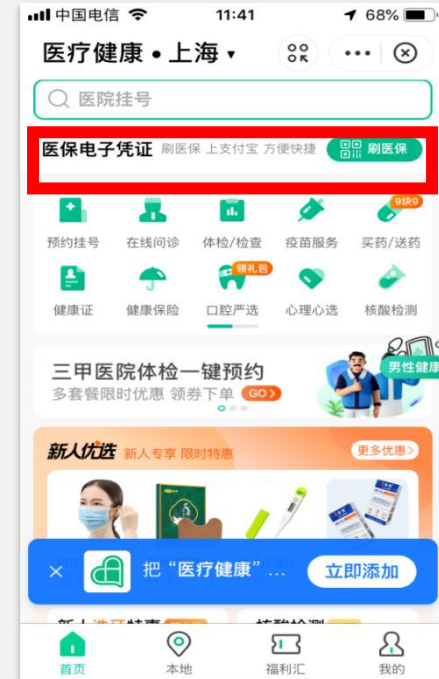 中国电信 11:41 68%
医疗健康 • 上海
医院挂号
医保电子凭证 刷医保 上支付宝 方便快捷 刷医保
9块9
预约挂号 在线问诊 体检/检查 疫苗服务 买药/送药
领礼包
健康证 健康保险 口腔严选 心理心选 核酸检测
三甲医院体检一键预约
多套餐限时优惠 领券下单 GO
男性健康
新人优选 新人专享 限时特惠 更多优惠
把“医疗健康”... 立即添加
首页 本地 福利汇 我的